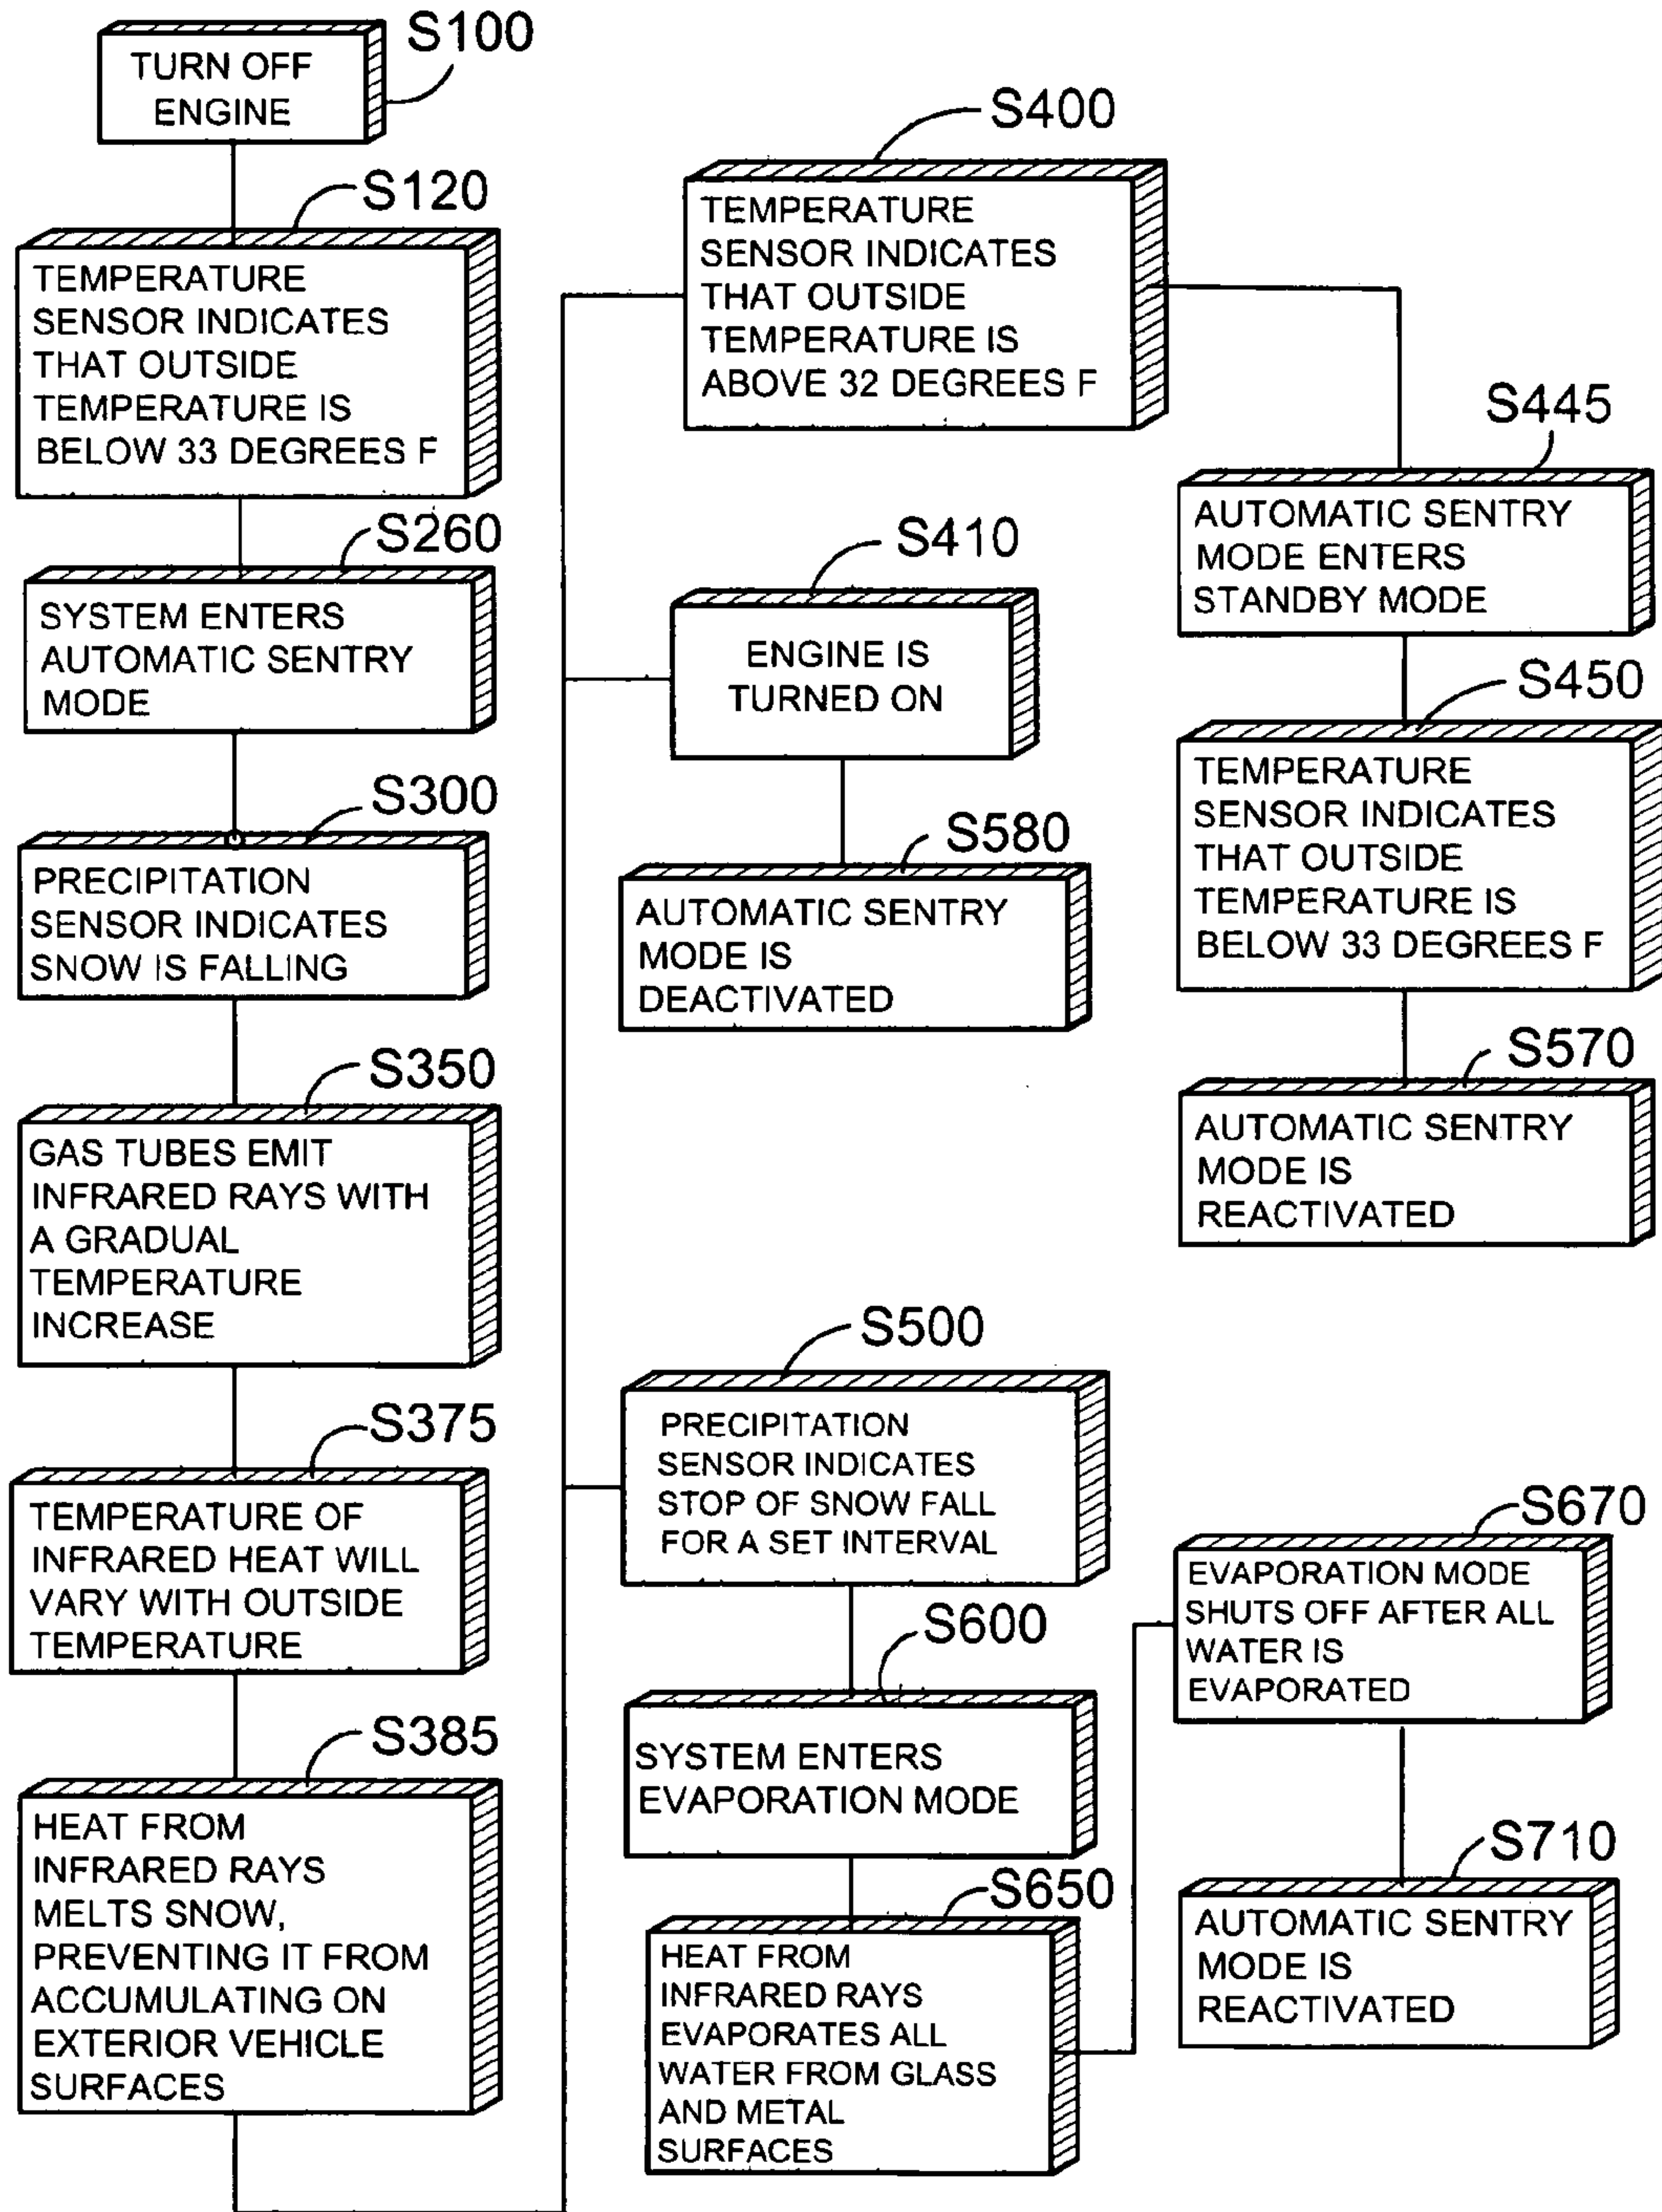 S100
TURN OFF
ENGINE
S120
TEMPERATURE
SENSOR INDICATES
THAT OUTSIDE
TEMPERATURE IS
BELOW 33 DEGREES F
S260
SYSTEM ENTERS
AUTOMATIC SENTRY
MODE
S300
PRECIPITATION
SENSOR INDICATES
SNOW IS FALLING
S350
GAS TUBES EMIT
INFRARED RAYS WITH
A GRADUAL
TEMPERATURE
INCREASE
S375
TEMPERATURE OF
INFRARED HEAT WILL
VARY WITH OUTSIDE
TEMPERATURE
S385
HEAT FROM
INFRARED RAYS
MELTS SNOW,
PREVENTING IT FROM
ACCUMULATING ON
EXTERIOR VEHICLE
SURFACES
S400
TEMPERATURE
SENSOR INDICATES
THAT OUTSIDE
TEMPERATURE IS
ABOVE 32 DEGREES F
S445
AUTOMATIC SENTRY
MODE ENTERS
STANDBY MODE
S450
TEMPERATURE
SENSOR INDICATES
THAT OUTSIDE
TEMPERATURE IS
BELOW 33 DEGREES F
S570
AUTOMATIC SENTRY
MODE IS
REACTIVATED
S410
ENGINE IS
TURNED ON
S580
AUTOMATIC SENTRY
MODE IS
DEACTIVATED
S500
PRECIPITATION
SENSOR INDICATES
STOP OF SNOW FALL
FOR A SET INTERVAL
S600
SYSTEM ENTERS
EVAPORATION MODE
S650
HEAT FROM
INFRARED RAYS
EVAPORATES ALL
WATER FROM GLASS
AND METAL
SURFACES
S670
EVAPORATION MODE
SHUTS OFF AFTER ALL
WATER IS
EVAPORATED
S710
AUTOMATIC SENTRY
MODE IS
REACTIVATED